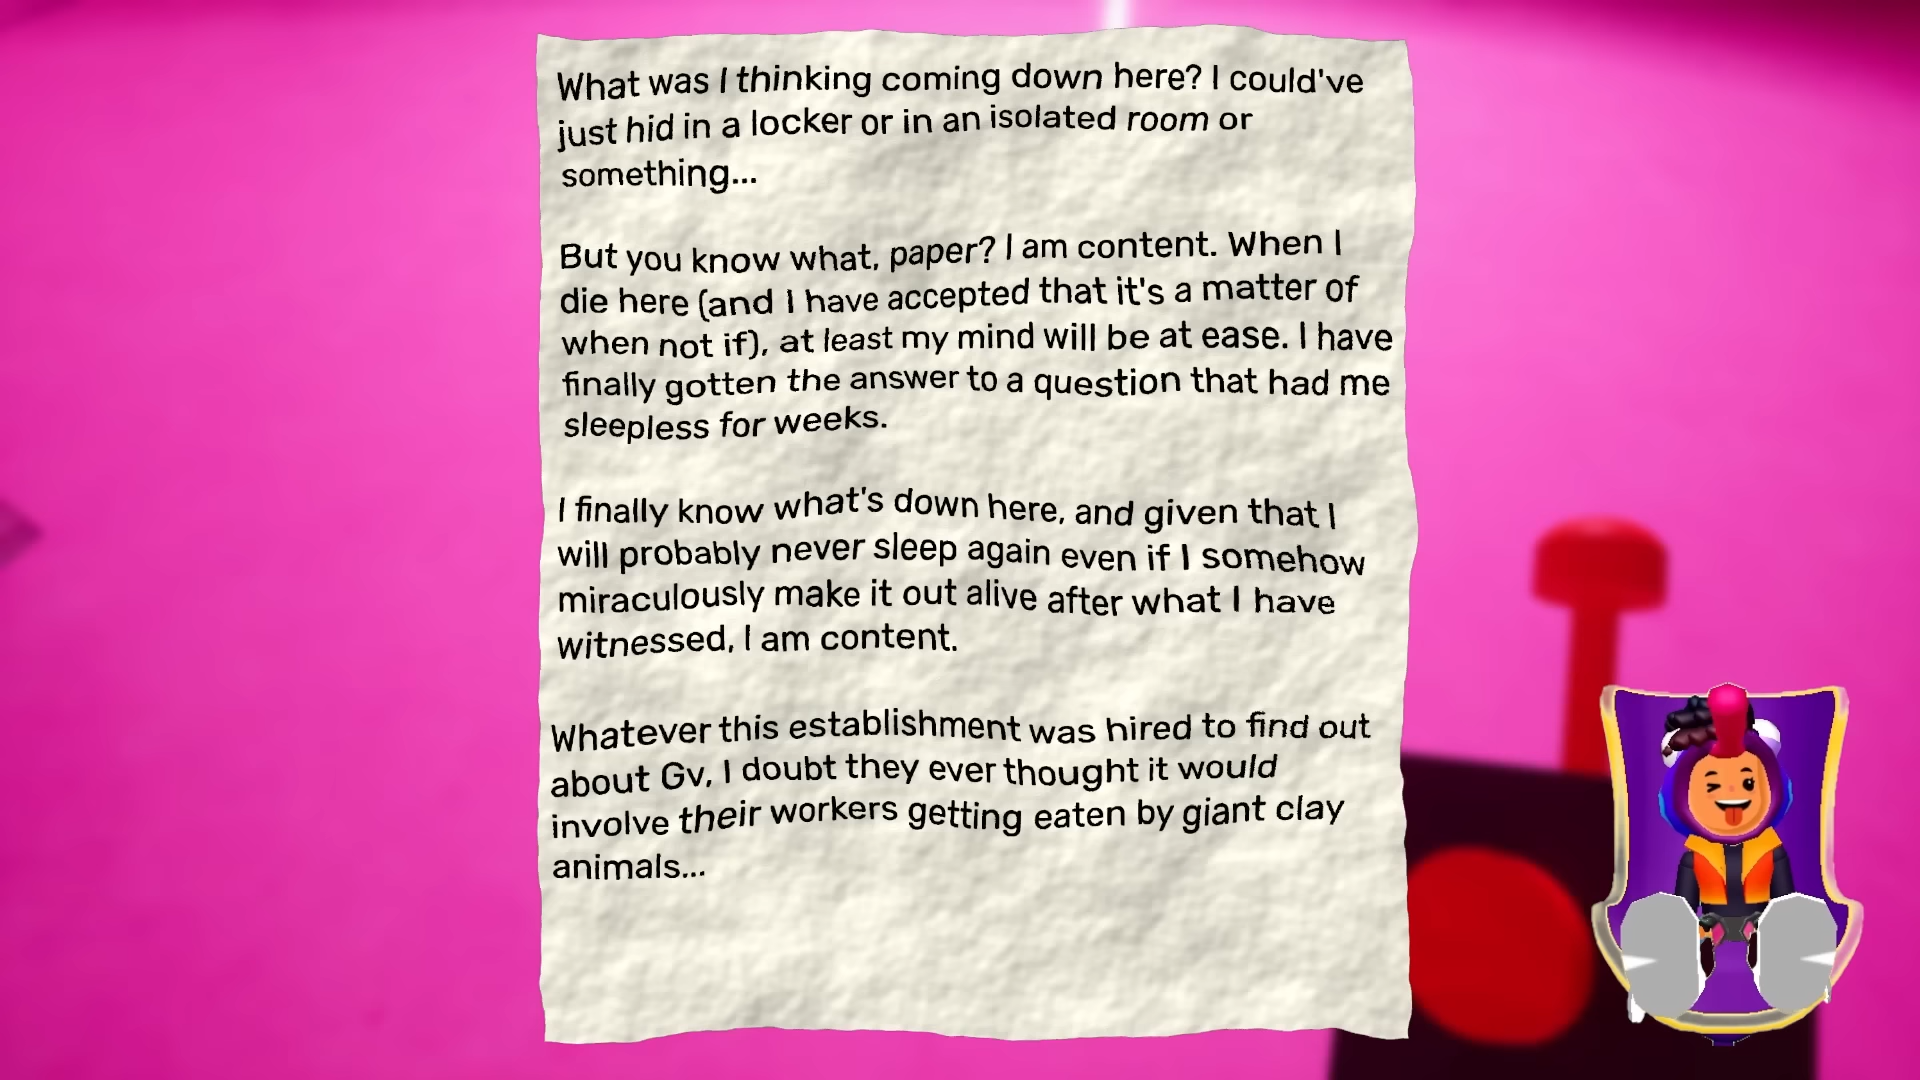 What was I thinking coming down here? I could've
just hid in a locker or in an isolated room or
something...
But you know what, paper? I am content. When I
die here (and I have accepted that it's a matter of
when not if), at least my mind will be at ease. I have
finally gotten the answer to a question that had me
sleepless for weeks.
I finally know what's down here, and given that I
will probably never sleep again even if I somehow
miraculously make it out alive after what I have
witnessed, I am content.
Whatever this establishment was hired to find out
about Gv, I doubt they ever thought it would
involve their workers getting eaten by giant clay
animals...